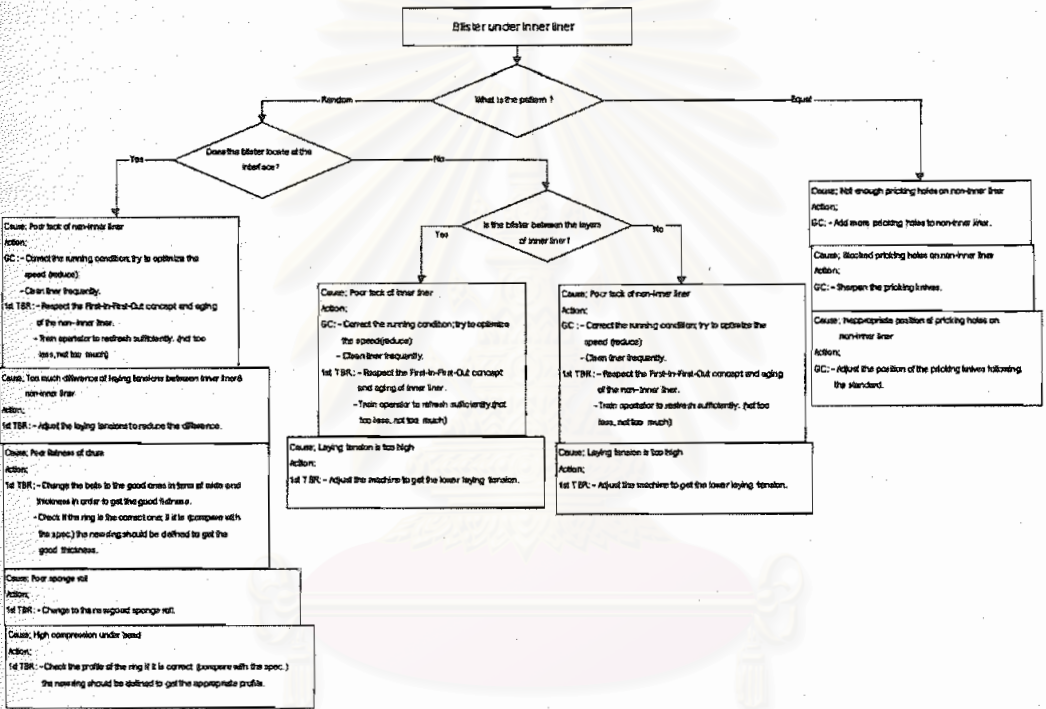 Blister under inner liner
What is the pattern ?
Random
Equal
Does the blister locate at the
interface?
Yes
No
Is the blister between the layers
of inner liner?
Yes
No
Cause; Poor tack of non-inner liner
Action;
GC : - Correct the running condition; try to optimize the
speed (reduce)
- Clean liner frequently.
1st TBR : - Respect the First-In-First-Out concept and aging
of the non-inner liner.
- Train operator to refresh sufficiently. (not too
less, not too much)
Cause; Too much difference of laying tensions between inner liner &
non-inner liner
Action;
1st TBR : - Adjust the laying tensions to reduce the difference.
Cause; Poor flatness of drum
Action;
1st TBR : - Change the belts to the good ones in term of wide and
thickness in order to get the good flatness.
- Check if the ring is the correct one; if it is (compare with
the spec.) the new ring should be defined to get the
good thickness.
Cause; Poor sponge roll
Action;
1st TBR : - Change to the new good sponge roll.
Cause; High compression under bead
Action;
1st TBR : - Check the profile of the ring if it is correct (compare with the spec.)
the new ring should be defined to get the appropriate profile.
Cause; Poor tack of inner liner
Action;
GC : - Correct the running condition; try to optimize
the speed(reduce)
- Clean liner frequently.
1st TBR : - Respect the First-In-First-Out concept
and aging of inner liner.
- Train operator to refresh sufficiently.(not
too less, not too much)
Cause; Laying tension is too high
Action;
1st TBR : - Adjust the machine to get the lower laying tension.
Cause; Poor tack of non-inner liner
Action;
GC : - Correct the running condition; try to optimize the
speed (reduce)
- Clean liner frequently.
1st TBR : - Respect the First-In-First-Out concept and aging
of the non-inner liner.
- Train operator to refresh sufficiently. (not too
less, not too much)
Cause; Laying tension is too high
Action;
1st TBR : - Adjust the machine to get the lower laying tension.
Cause; Not enough pricking holes on non-inner liner
Action;
GC : - Add more pricking holes to non-inner liner.
Cause; Blocked pricking holes on non-inner liner
Action;
GC : - Sharpen the pricking knives.
Cause; Inappropriate position of pricking holes on
non-inner liner
Action;
GC : - Adjust the position of the pricking knives following
the standard.